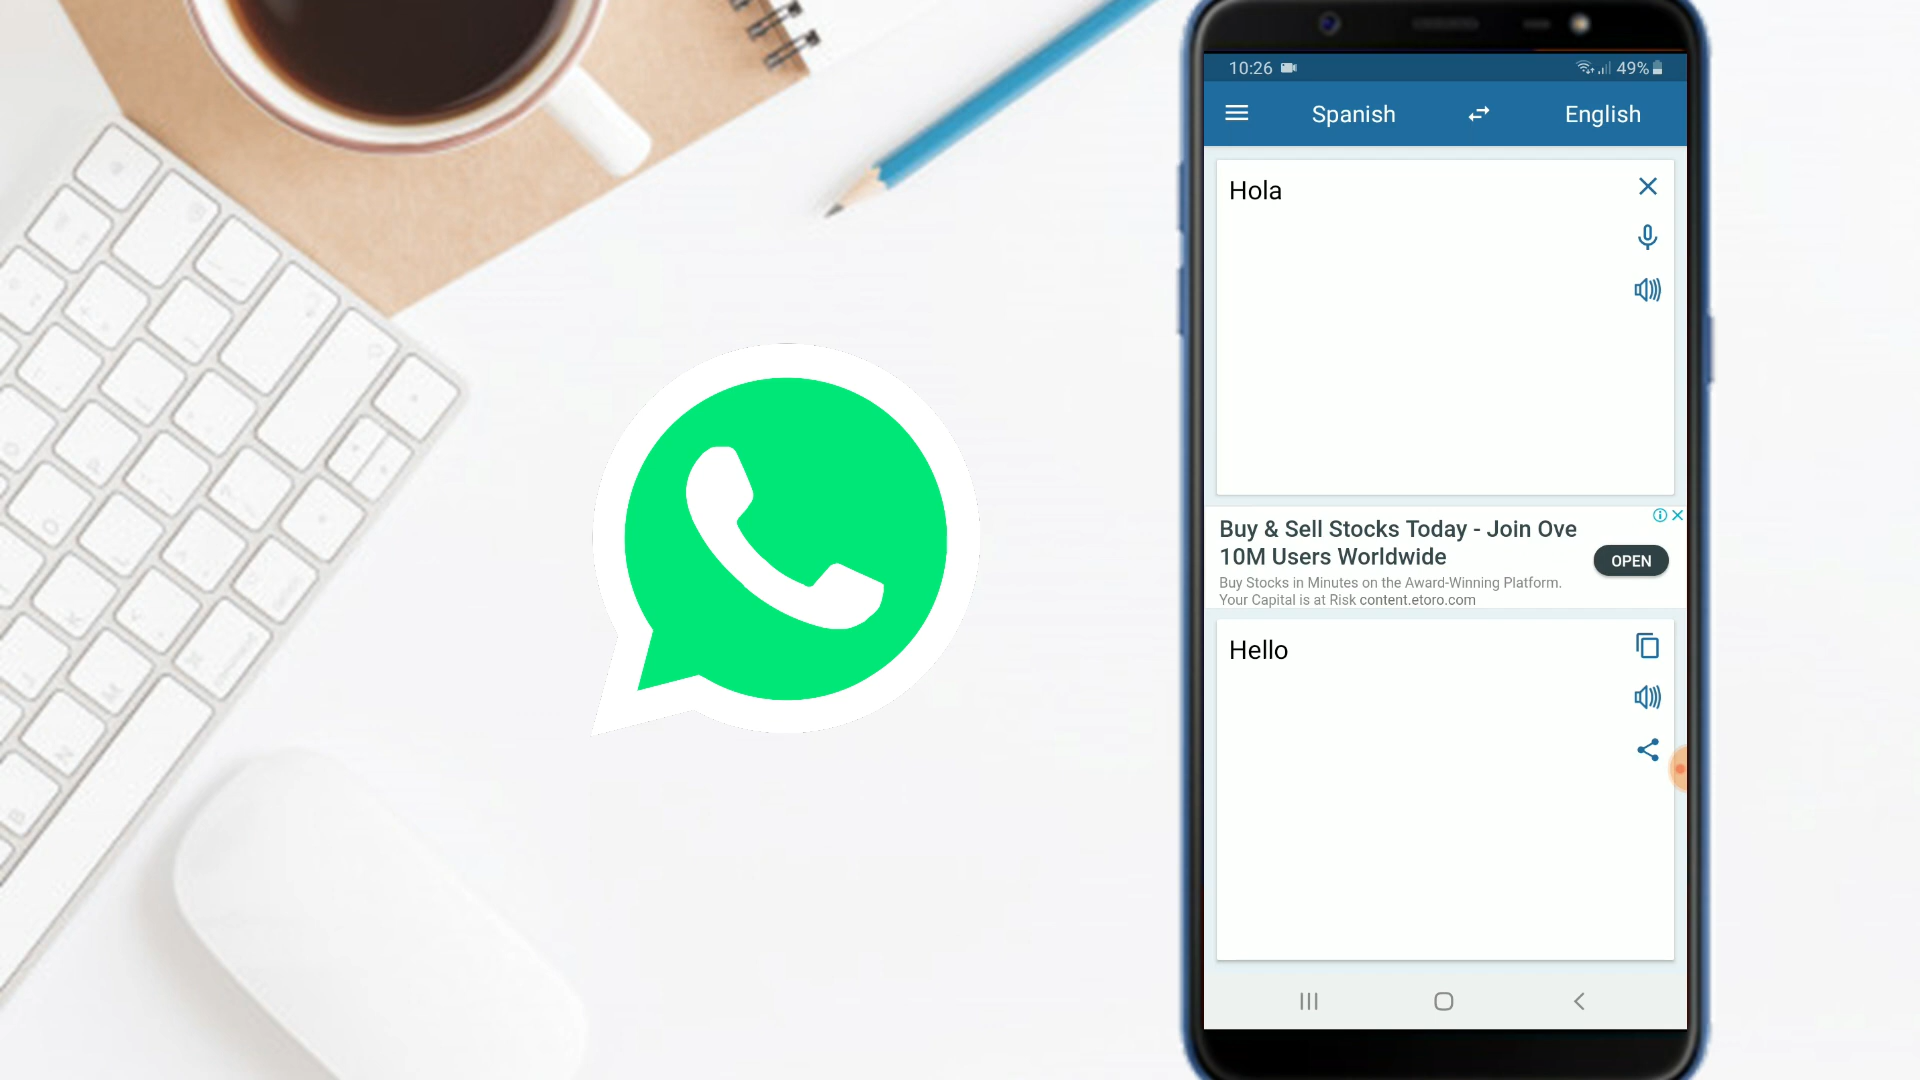 10:26
49%
Spanish
English
Hola
Buy & Sell Stocks Today - Join Ove
10M Users Worldwide
OPEN
Buy Stocks in Minutes on the Award-Winning Platform.
Your Capital is at Risk content.etoro.com
Hello